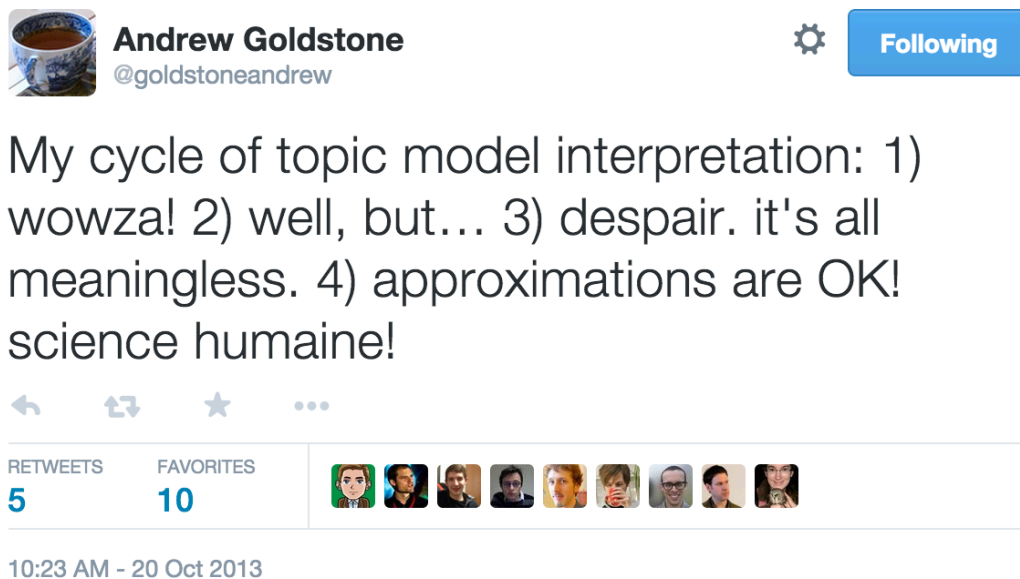 Andrew Goldstone
@goldstoneandrew
Following
My cycle of topic model interpretation: 1)
wowza! 2) well, but… 3) despair. it's all
meaningless. 4) approximations are OK!
science humaine!
RETWEETS FAVORITES
5 10
10:23 AM - 20 Oct 2013